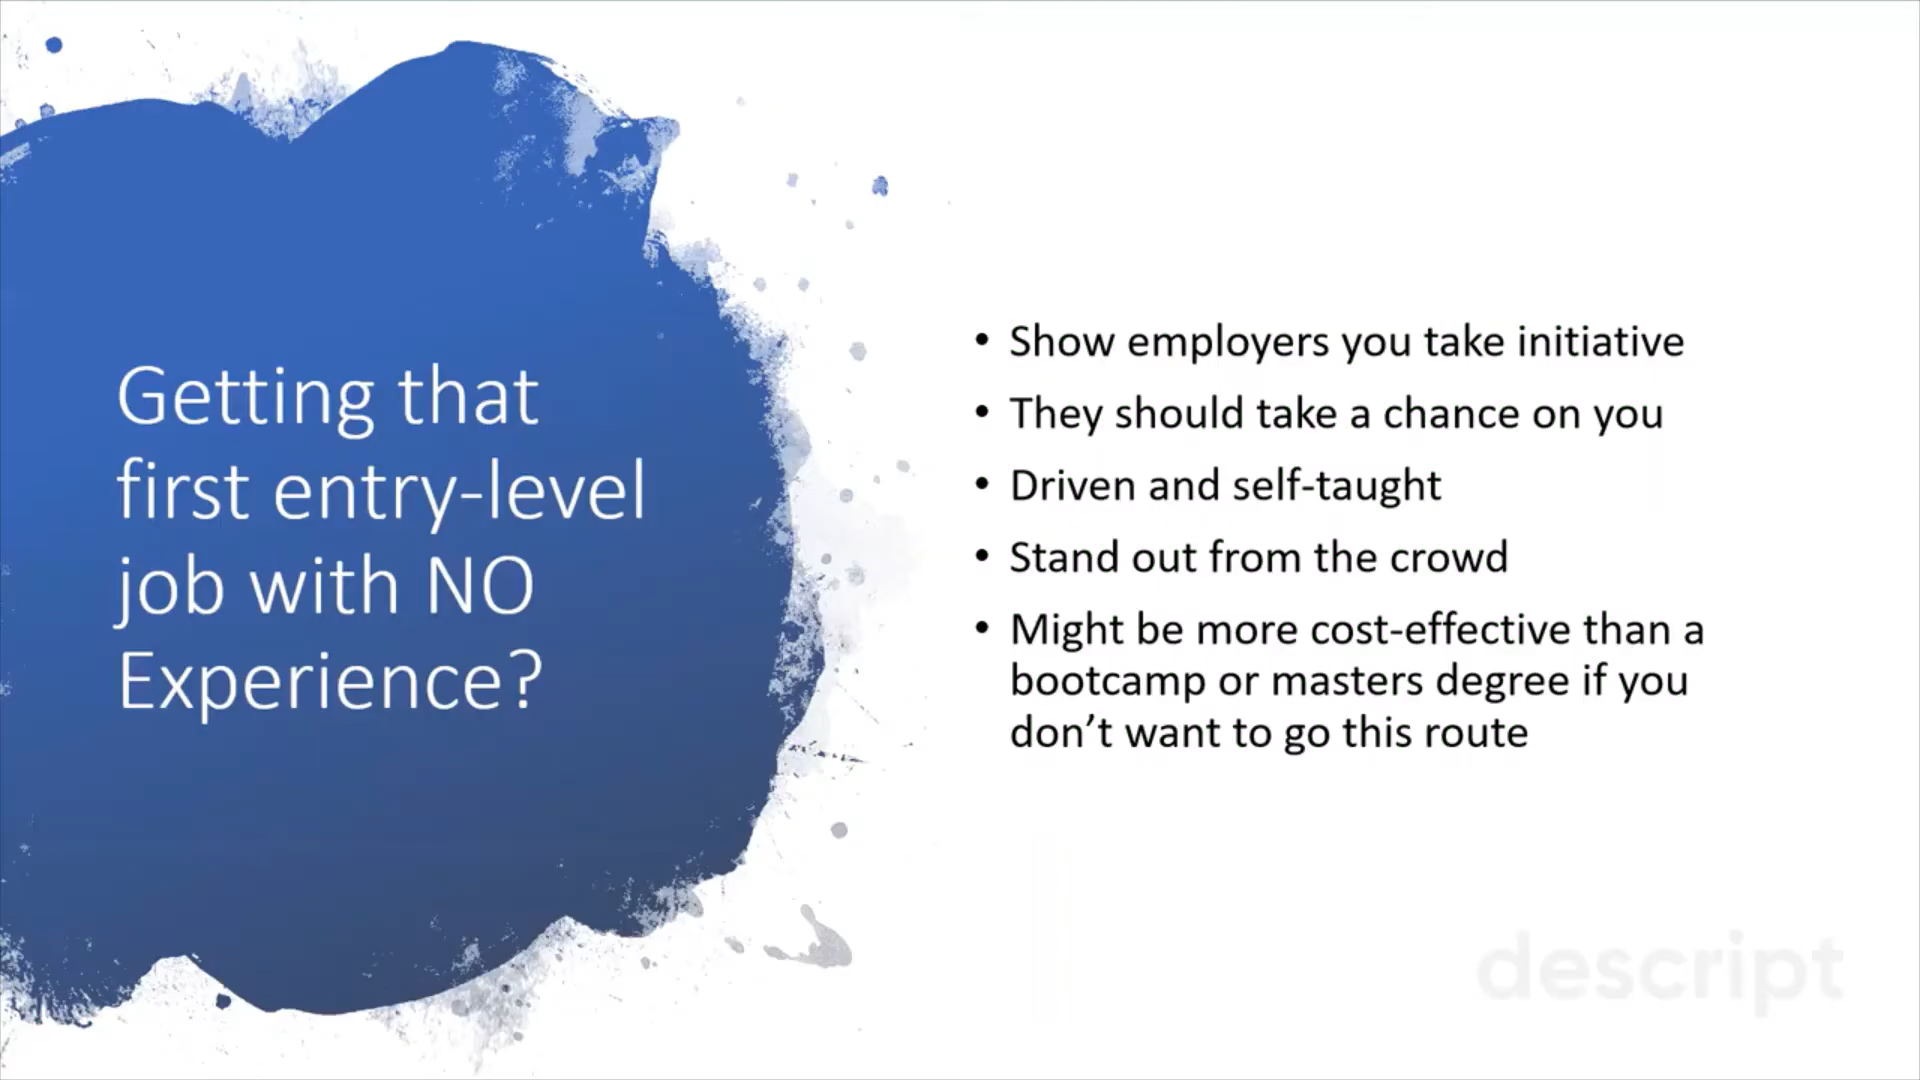 Getting that
first entry-level
job with NO
Experience?
• Show employers you take initiative
• They should take a chance on you
• Driven and self-taught
• Stand out from the crowd
• Might be more cost-effective than a
bootcamp or masters degree if you
don’t want to go this route
descript